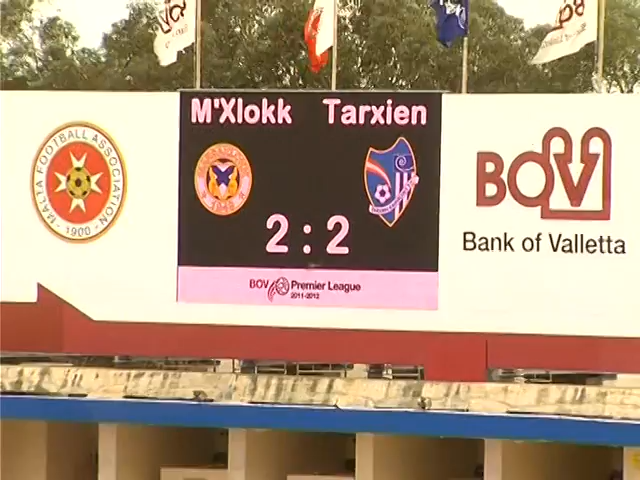 M'Xlokk Tarxien
MALTA FOOTBALL ASSOCIATION
- 1900 -
2 : 2
BOV Premier League
2011-2012
BOV
Bank of Valletta